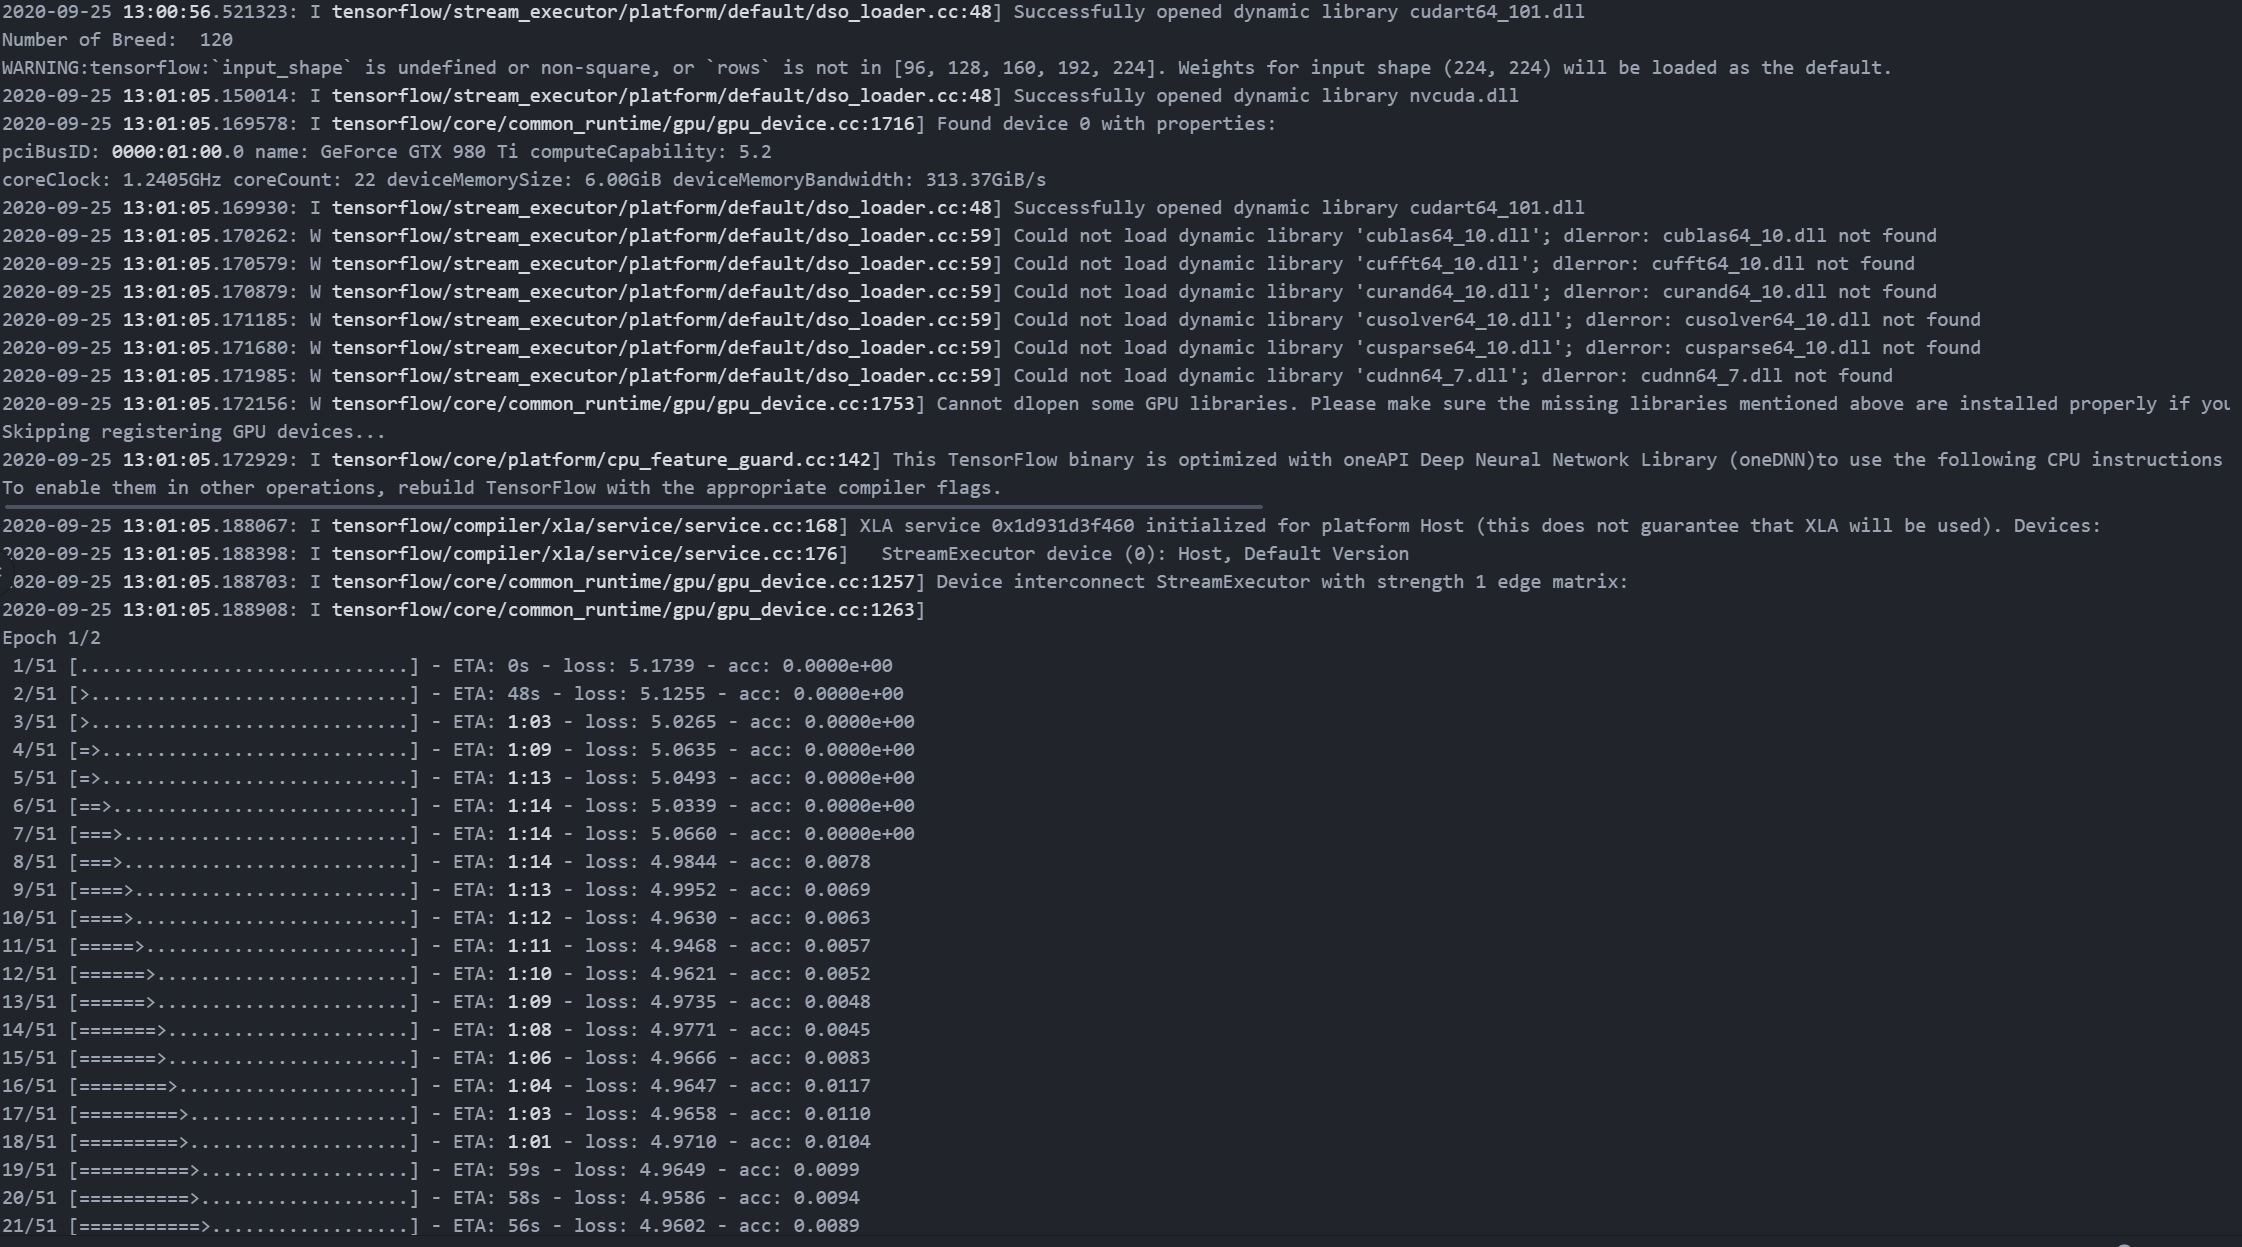 2020-09-25 13:00:56.521323: I tensorflow/stream_executor/platform/default/dso_loader.cc:48] Successfully opened dynamic library cudart64_101.dll
Number of Breed:  120
WARNING:tensorflow:`input_shape` is undefined or non-square, or `rows` is not in [96, 128, 160, 192, 224]. Weights for input shape (224, 224) will be loaded as the default.
2020-09-25 13:01:05.150014: I tensorflow/stream_executor/platform/default/dso_loader.cc:48] Successfully opened dynamic library nvcuda.dll
2020-09-25 13:01:05.169578: I tensorflow/core/common_runtime/gpu/gpu_device.cc:1716] Found device 0 with properties:
pciBusID: 0000:01:00.0 name: GeForce GTX 980 Ti computeCapability: 5.2
coreClock: 1.2405GHz coreCount: 22 deviceMemorySize: 6.00GiB deviceMemoryBandwidth: 313.37GiB/s
2020-09-25 13:01:05.169930: I tensorflow/stream_executor/platform/default/dso_loader.cc:48] Successfully opened dynamic library cudart64_101.dll
2020-09-25 13:01:05.170262: W tensorflow/stream_executor/platform/default/dso_loader.cc:59] Could not load dynamic library 'cublas64_10.dll'; dlerror: cublas64_10.dll not found
2020-09-25 13:01:05.170579: W tensorflow/stream_executor/platform/default/dso_loader.cc:59] Could not load dynamic library 'cufft64_10.dll'; dlerror: cufft64_10.dll not found
2020-09-25 13:01:05.170879: W tensorflow/stream_executor/platform/default/dso_loader.cc:59] Could not load dynamic library 'curand64_10.dll'; dlerror: curand64_10.dll not found
2020-09-25 13:01:05.171185: W tensorflow/stream_executor/platform/default/dso_loader.cc:59] Could not load dynamic library 'cusolver64_10.dll'; dlerror: cusolver64_10.dll not found
2020-09-25 13:01:05.171680: W tensorflow/stream_executor/platform/default/dso_loader.cc:59] Could not load dynamic library 'cusparse64_10.dll'; dlerror: cusparse64_10.dll not found
2020-09-25 13:01:05.171985: W tensorflow/stream_executor/platform/default/dso_loader.cc:59] Could not load dynamic library 'cudnn64_7.dll'; dlerror: cudnn64_7.dll not found
2020-09-25 13:01:05.172156: W tensorflow/core/common_runtime/gpu/gpu_device.cc:1753] Cannot dlopen some GPU libraries. Please make sure the missing libraries mentioned above are installed properly if you
Skipping registering GPU devices...
2020-09-25 13:01:05.172929: I tensorflow/core/platform/cpu_feature_guard.cc:142] This TensorFlow binary is optimized with oneAPI Deep Neural Network Library (oneDNN)to use the following CPU instructions
To enable them in other operations, rebuild TensorFlow with the appropriate compiler flags.
2020-09-25 13:01:05.188067: I tensorflow/compiler/xla/service/service.cc:168] XLA service 0x1d931d3f460 initialized for platform Host (this does not guarantee that XLA will be used). Devices:
2020-09-25 13:01:05.188398: I tensorflow/compiler/xla/service/service.cc:176]   StreamExecutor device (0): Host, Default Version
2020-09-25 13:01:05.188703: I tensorflow/core/common_runtime/gpu/gpu_device.cc:1257] Device interconnect StreamExecutor with strength 1 edge matrix:
2020-09-25 13:01:05.188908: I tensorflow/core/common_runtime/gpu/gpu_device.cc:1263]
Epoch 1/2
 1/51 [..............................] - ETA: 0s - loss: 5.1739 - acc: 0.0000e+00
 2/51 [>.............................] - ETA: 48s - loss: 5.1255 - acc: 0.0000e+00
 3/51 [>.............................] - ETA: 1:03 - loss: 5.0265 - acc: 0.0000e+00
 4/51 [=>............................] - ETA: 1:09 - loss: 5.0635 - acc: 0.0000e+00
 5/51 [=>............................] - ETA: 1:13 - loss: 5.0493 - acc: 0.0000e+00
 6/51 [==>...........................] - ETA: 1:14 - loss: 5.0339 - acc: 0.0000e+00
 7/51 [===>..........................] - ETA: 1:14 - loss: 5.0660 - acc: 0.0000e+00
 8/51 [===>..........................] - ETA: 1:14 - loss: 4.9844 - acc: 0.0078
 9/51 [====>.........................] - ETA: 1:13 - loss: 4.9952 - acc: 0.0069
10/51 [====>.........................] - ETA: 1:12 - loss: 4.9630 - acc: 0.0063
11/51 [=====>........................] - ETA: 1:11 - loss: 4.9468 - acc: 0.0057
12/51 [======>.......................] - ETA: 1:10 - loss: 4.9621 - acc: 0.0052
13/51 [======>.......................] - ETA: 1:09 - loss: 4.9735 - acc: 0.0048
14/51 [=======>......................] - ETA: 1:08 - loss: 4.9771 - acc: 0.0045
15/51 [=======>......................] - ETA: 1:06 - loss: 4.9666 - acc: 0.0083
16/51 [========>.....................] - ETA: 1:04 - loss: 4.9647 - acc: 0.0117
17/51 [=========>....................] - ETA: 1:03 - loss: 4.9658 - acc: 0.0110
18/51 [=========>....................] - ETA: 1:01 - loss: 4.9710 - acc: 0.0104
19/51 [==========>...................] - ETA: 59s - loss: 4.9649 - acc: 0.0099
20/51 [==========>...................] - ETA: 58s - loss: 4.9586 - acc: 0.0094
21/51 [===========>..................] - ETA: 56s - loss: 4.9602 - acc: 0.0089